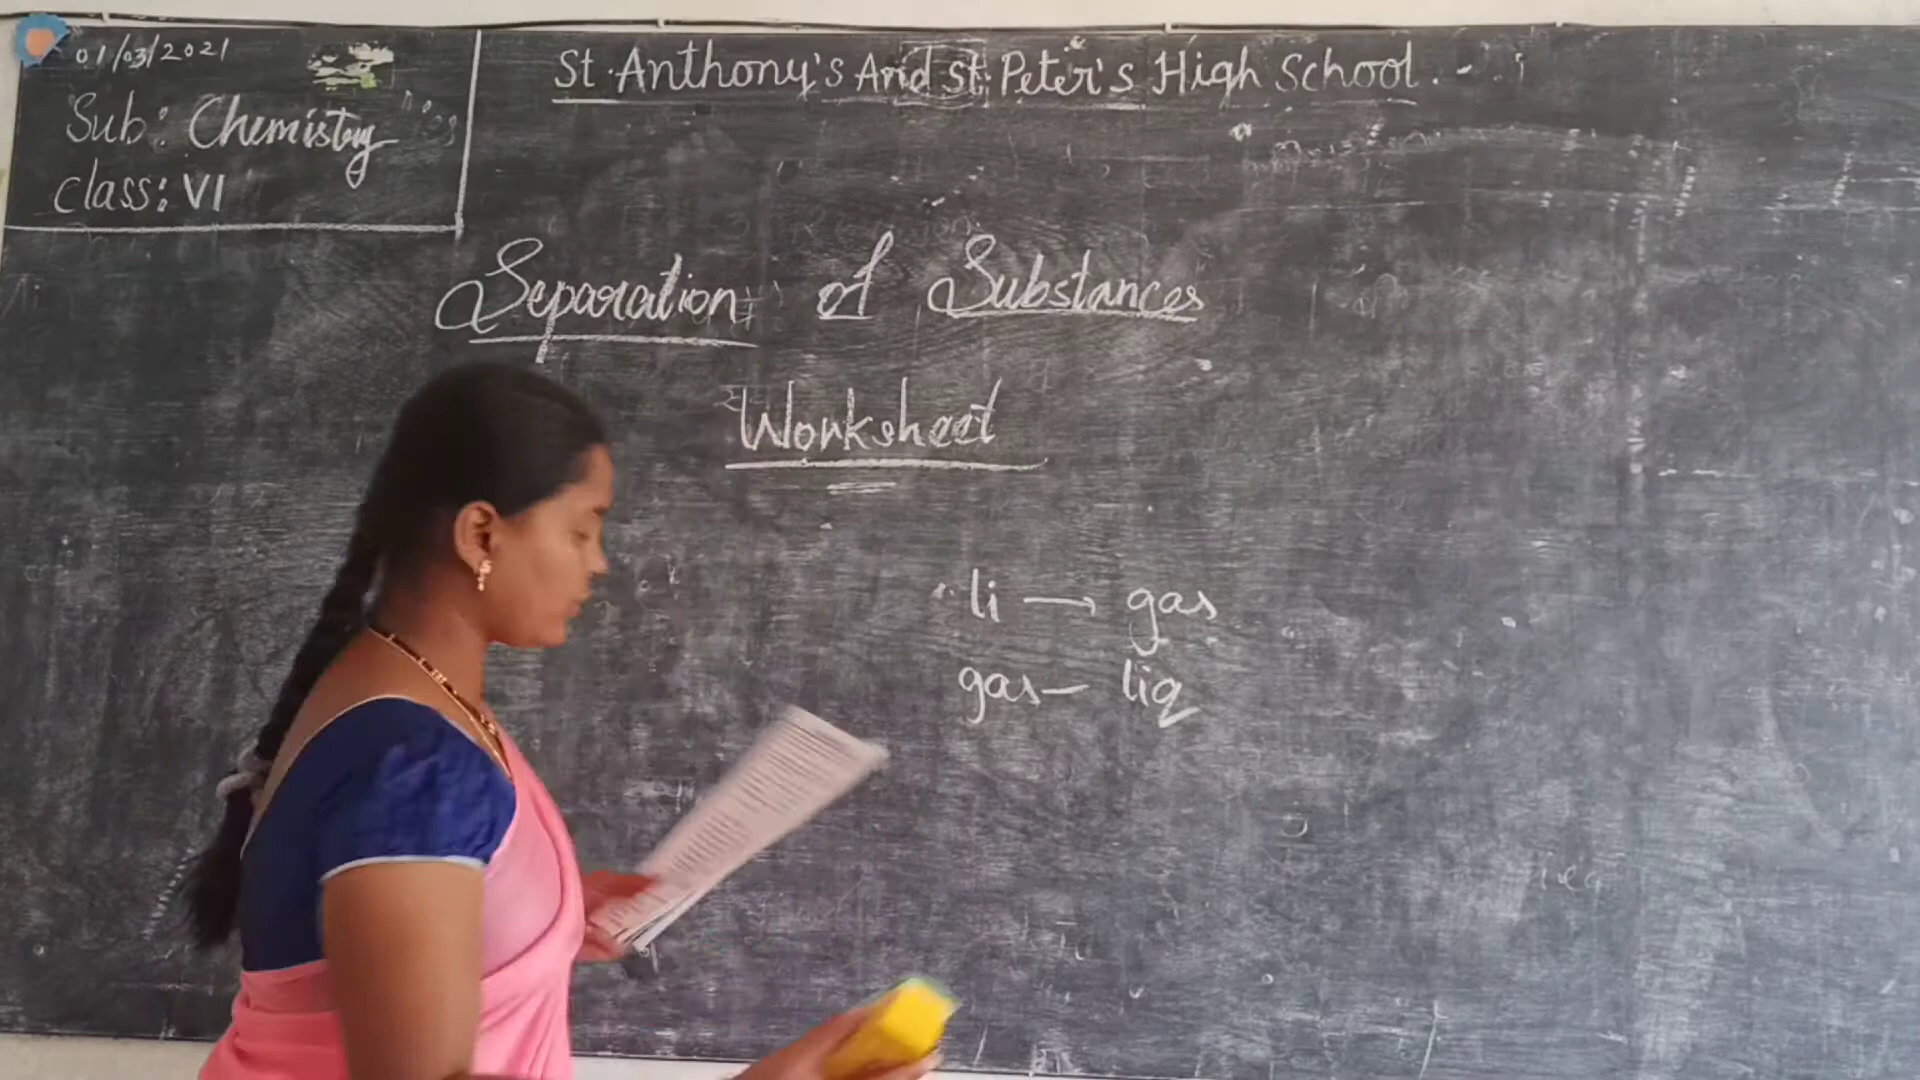 01/03/2021
Sub: Chemistry
Class: VI
St. Anthony's And St. Peter's High School.
Separation of Substances
Worksheet
li → gas
gas — liq